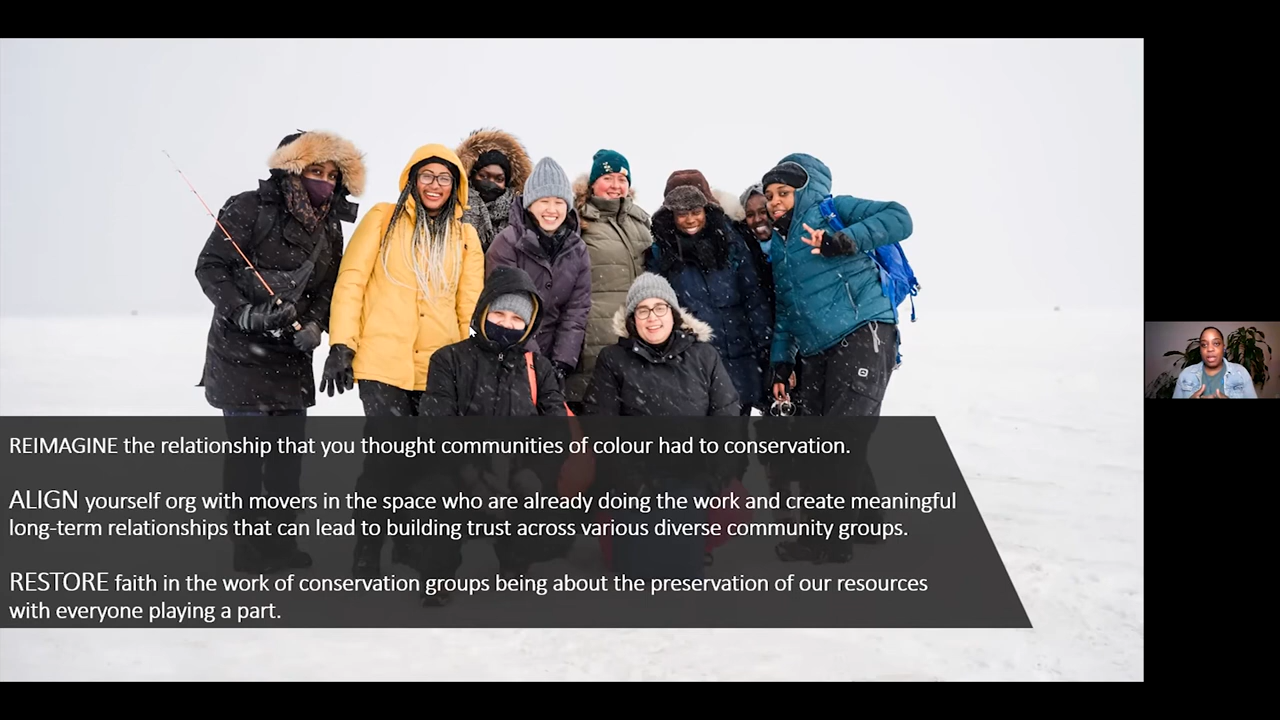 REIMAGINE the relationship that you thought communities of colour had to conservation.
ALIGN yourself org with movers in the space who are already doing the work and create meaningful
long-term relationships that can lead to building trust across various diverse community groups.
RESTORE faith in the work of conservation groups being about the preservation of our resources
with everyone playing a part.